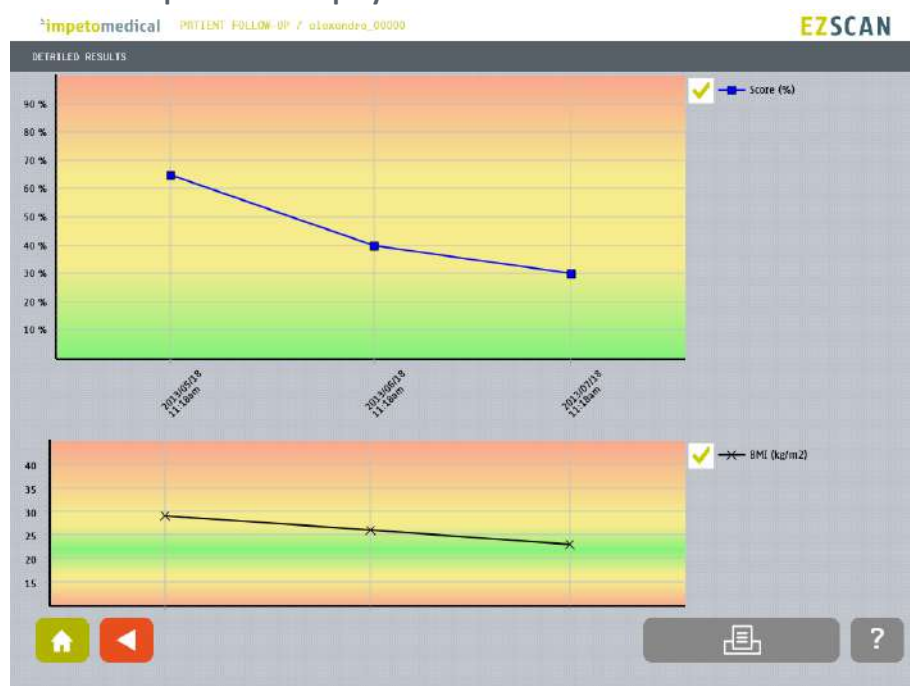 impetomedical PATIENT FOLLOW-UP / alexandre_00000 EZSCAN
DETAILED RESULTS
90 %
80 %
70 %
60 %
50 %
40 %
30 %
20 %
10 %
Score (%)
2013/05/18
11:18am
2013/06/18
11:18am
2013/07/18
11:18am
40
35
30
25
20
15
BMI (kg/m2)
?